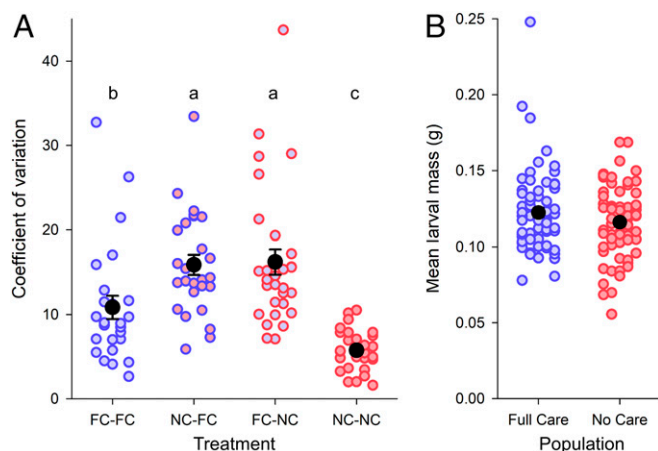 A
Coefficient of variation
40
30
20
10
0
b a a c
FC-FC NC-FC FC-NC NC-NC
Treatment
B
Mean larval mass (g)
0.25
0.20
0.15
0.10
0.05
0.00
Full Care No Care
Population